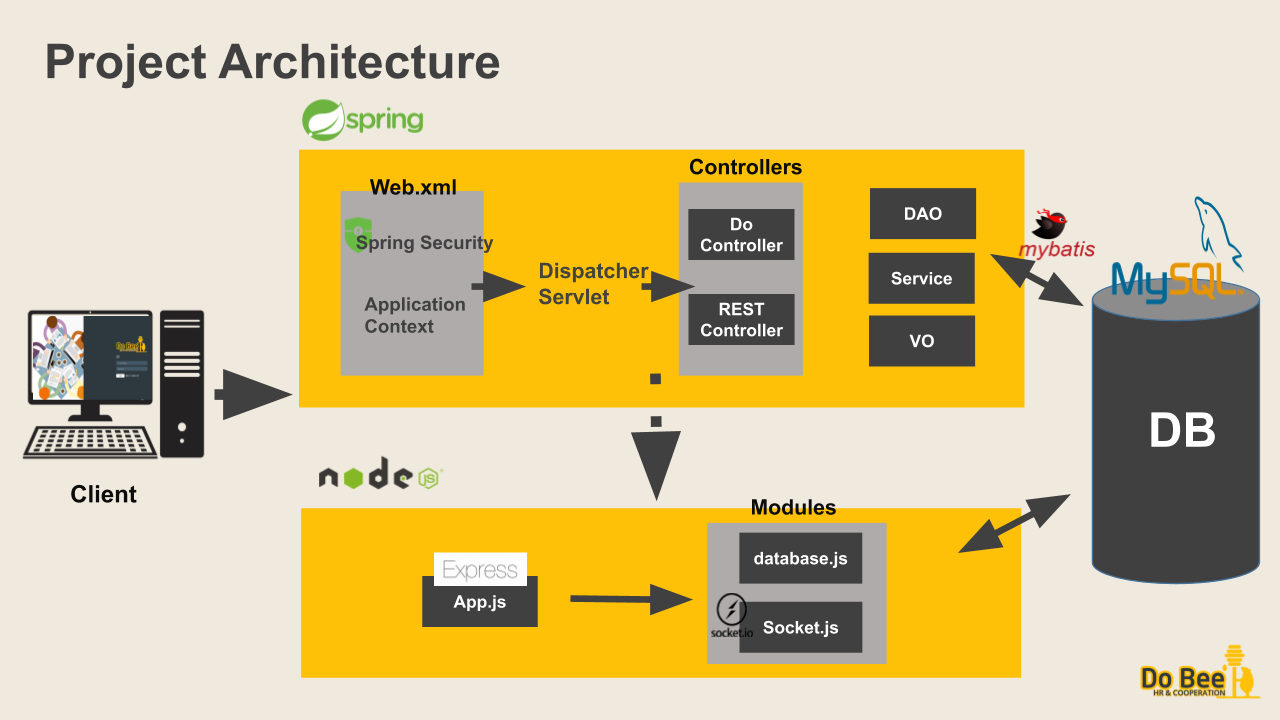 Project Architecture
spring
Web.xml
Spring Security
Application
Context
Dispatcher
Servlet
Controllers
Do
Controller
REST
Controller
DAO
Service
VO
mybatis
MySQL
DB
Do Bee
Client
node
JS
Express
App.js
Modules
database.js
socket.io
Socket.js
Do Bee
HR & COOPERATION